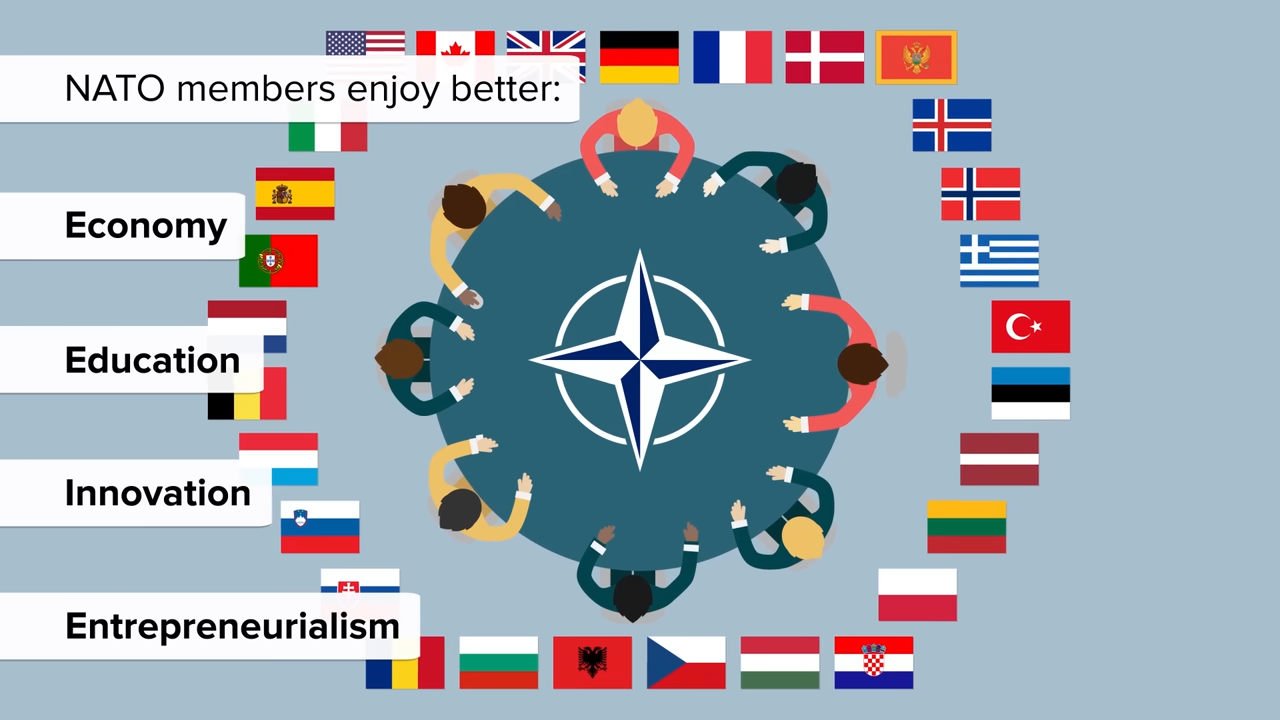 NATO members enjoy better:
Economy
Education
Innovation
Entrepreneurialism